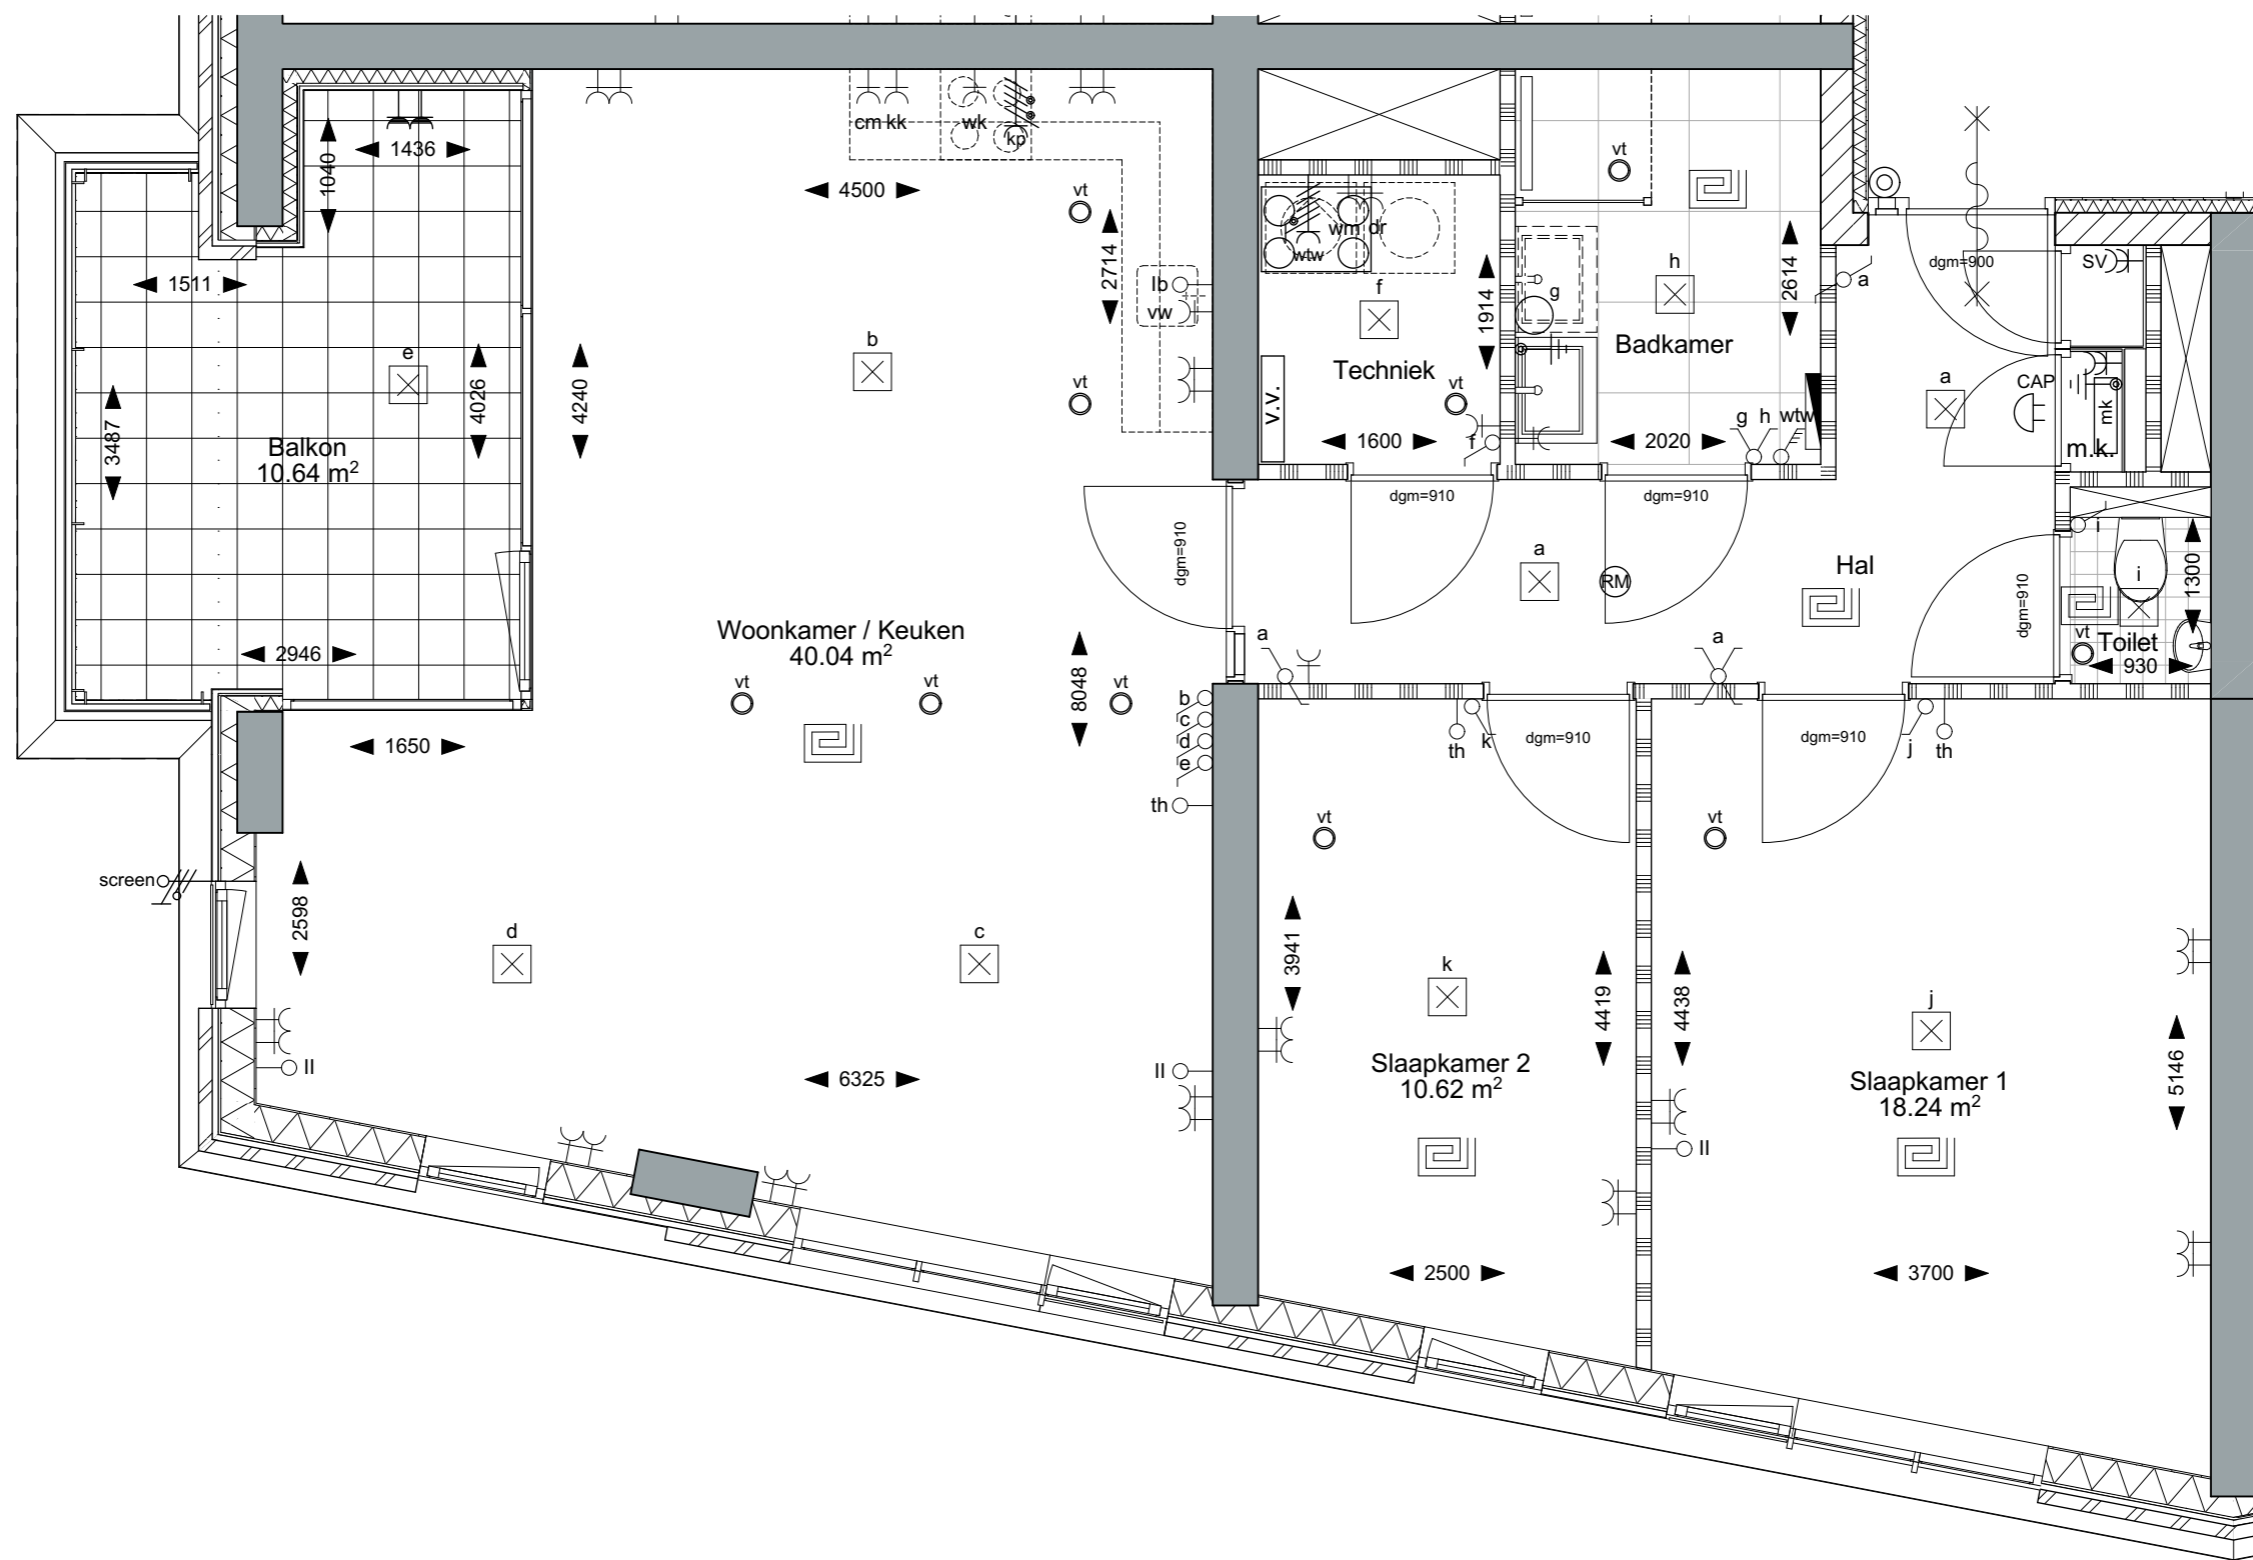 cm kk
wk
kp
1436
1040
4500
vt
vt
1511
2714
lb
vw
wm dr
wtw
f
1914
g
h
2614
a
dgm=900
SV
b
e
4026
4240
3487
Balkon
10.64 m²
vt
Techniek
vt
v.v.
1600
f
Badkamer
2020
g h wtw
a
CAP
mk
m.k.
dgm=910
dgm=910
dgm=910
a
RM
Hal
i
i
1300
dgm=910
vt
Toilet
930
Woonkamer / Keuken
40.04 m²
2946
1650
vt
vt
vt
8048
a
a
b
c
d
e
th
th
k
dgm=910
dgm=910
j
th
vt
vt
screen
2598
d
c
3941
k
4419
4438
j
5146
Slaapkamer 2
10.62 m²
Slaapkamer 1
18.24 m²
ll
ll
6325
ll
2500
3700